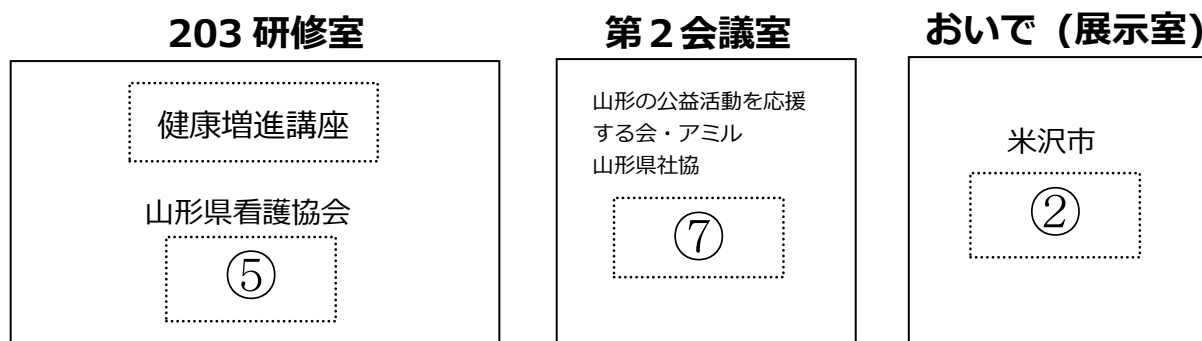 203 研修室
健康増進講座
山形県看護協会
⑤
第２会議室
山形の公益活動を応援
する会・アミル
山形県社協
⑦
おいで (展示室)
米沢市
②